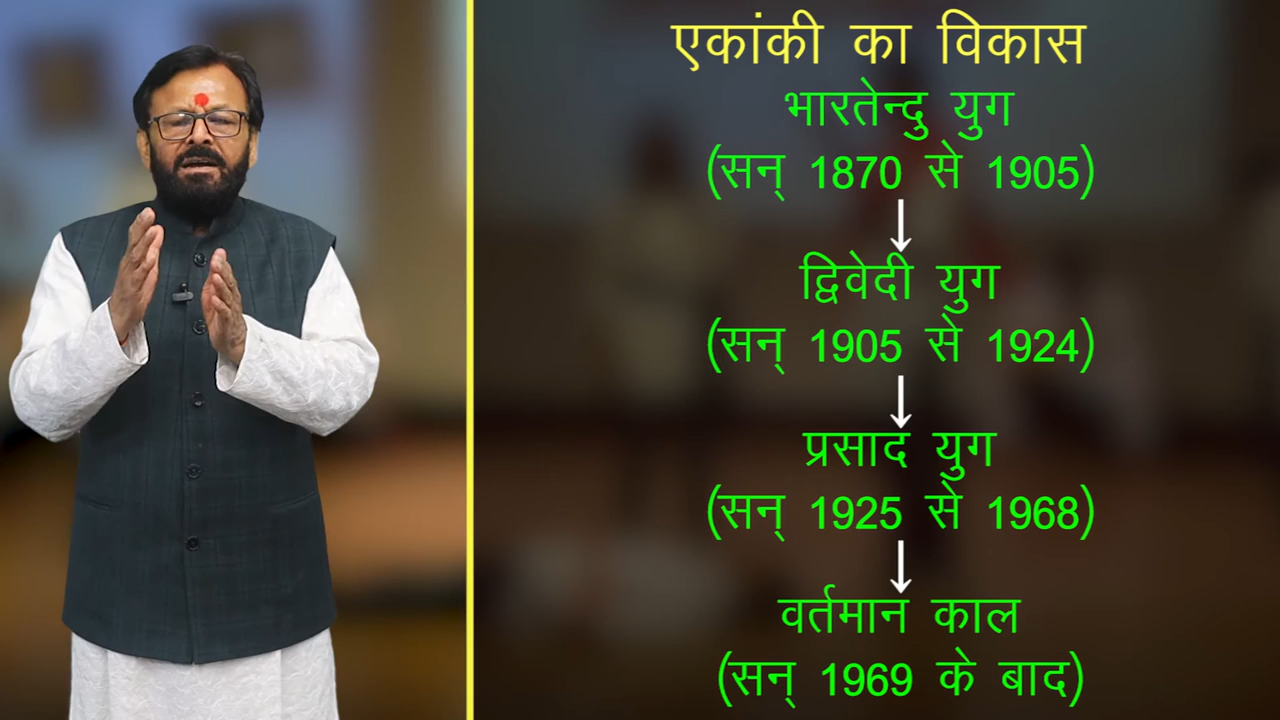 एकांकी का विकास
भारतेन्दु युग
(सन् 1870 से 1905)
द्विवेदी युग
(सन् 1905 से 1924)
प्रसाद युग
(सन् 1925 से 1968)
वर्तमान काल
(सन् 1969 के बाद)